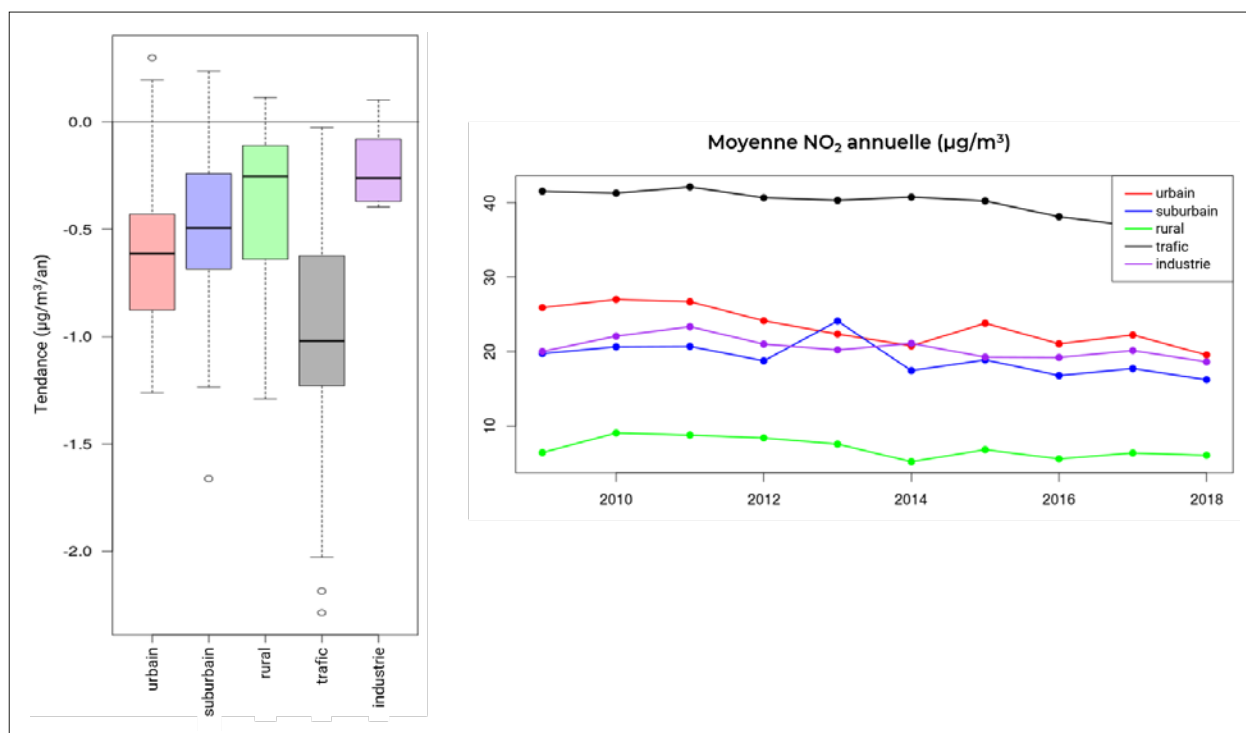 0.0
-0.5
-1.0
-1.5
-2.0
Tendance (µg/m³/an)
urbain
suburbain
rural
trafic
industrie
Moyenne NO₂ annuelle (µg/m³)
40
30
20
10
2010 2012 2014 2016 2018
urbain
suburbain
rural
trafic
industrie